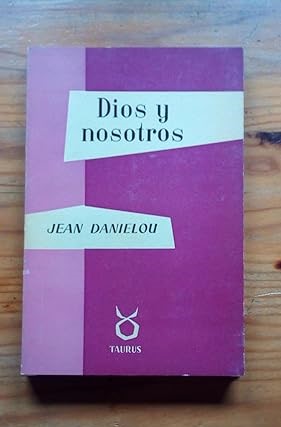 Dios y
nosotros
JEAN DANIELOU
TAURUS